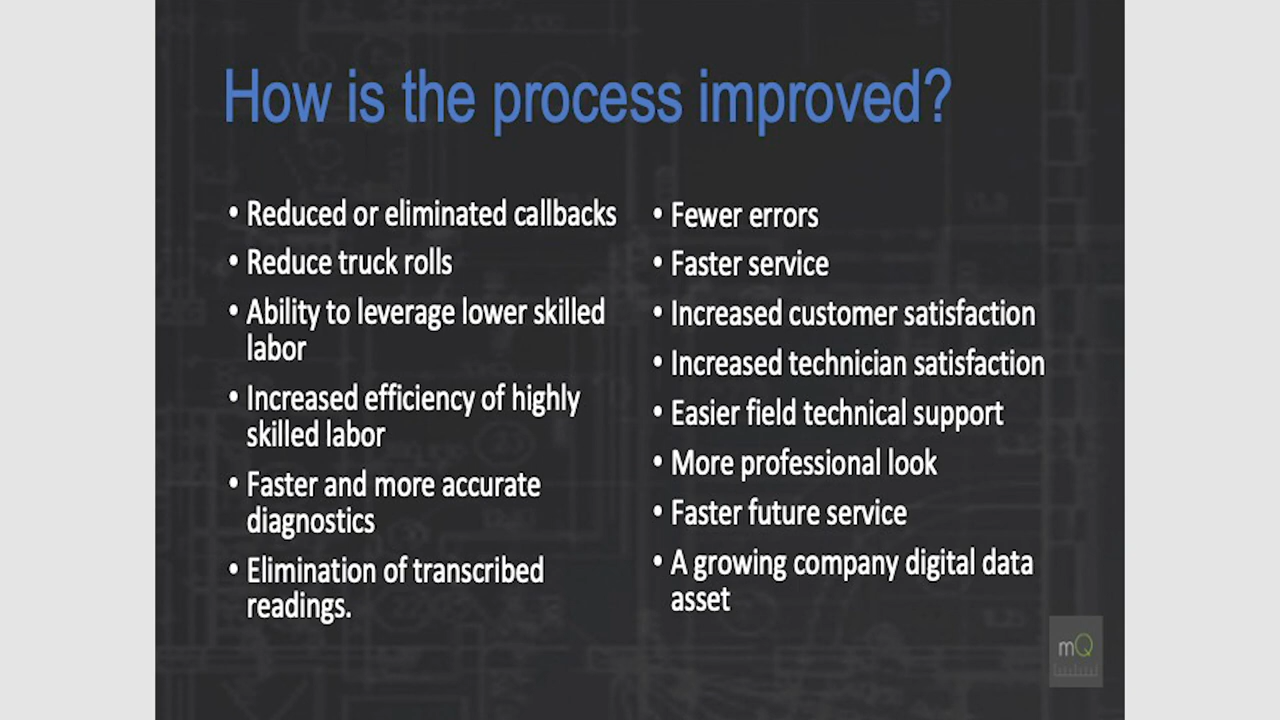 How is the process improved?
• Reduced or eliminated callbacks
• Reduce truck rolls
• Ability to leverage lower skilled
labor
• Increased efficiency of highly
skilled labor
• Faster and more accurate
diagnostics
• Elimination of transcribed
readings.
• Fewer errors
• Faster service
• Increased customer satisfaction
• Increased technician satisfaction
• Easier field technical support
• More professional look
• Faster future service
• A growing company digital data
asset
mQ